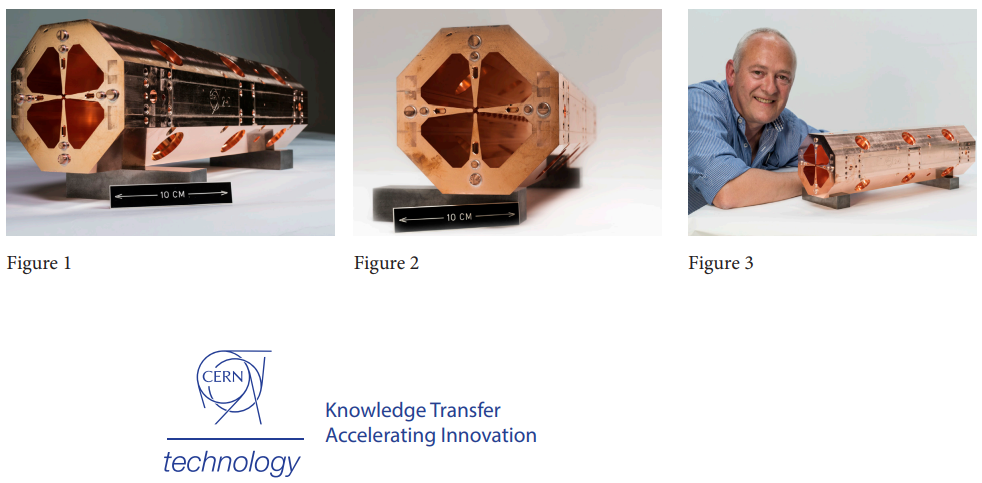 10 CM
10 CM
Figure 1
Figure 2
Figure 3
CERN
Knowledge Transfer
Accelerating Innovation
technology